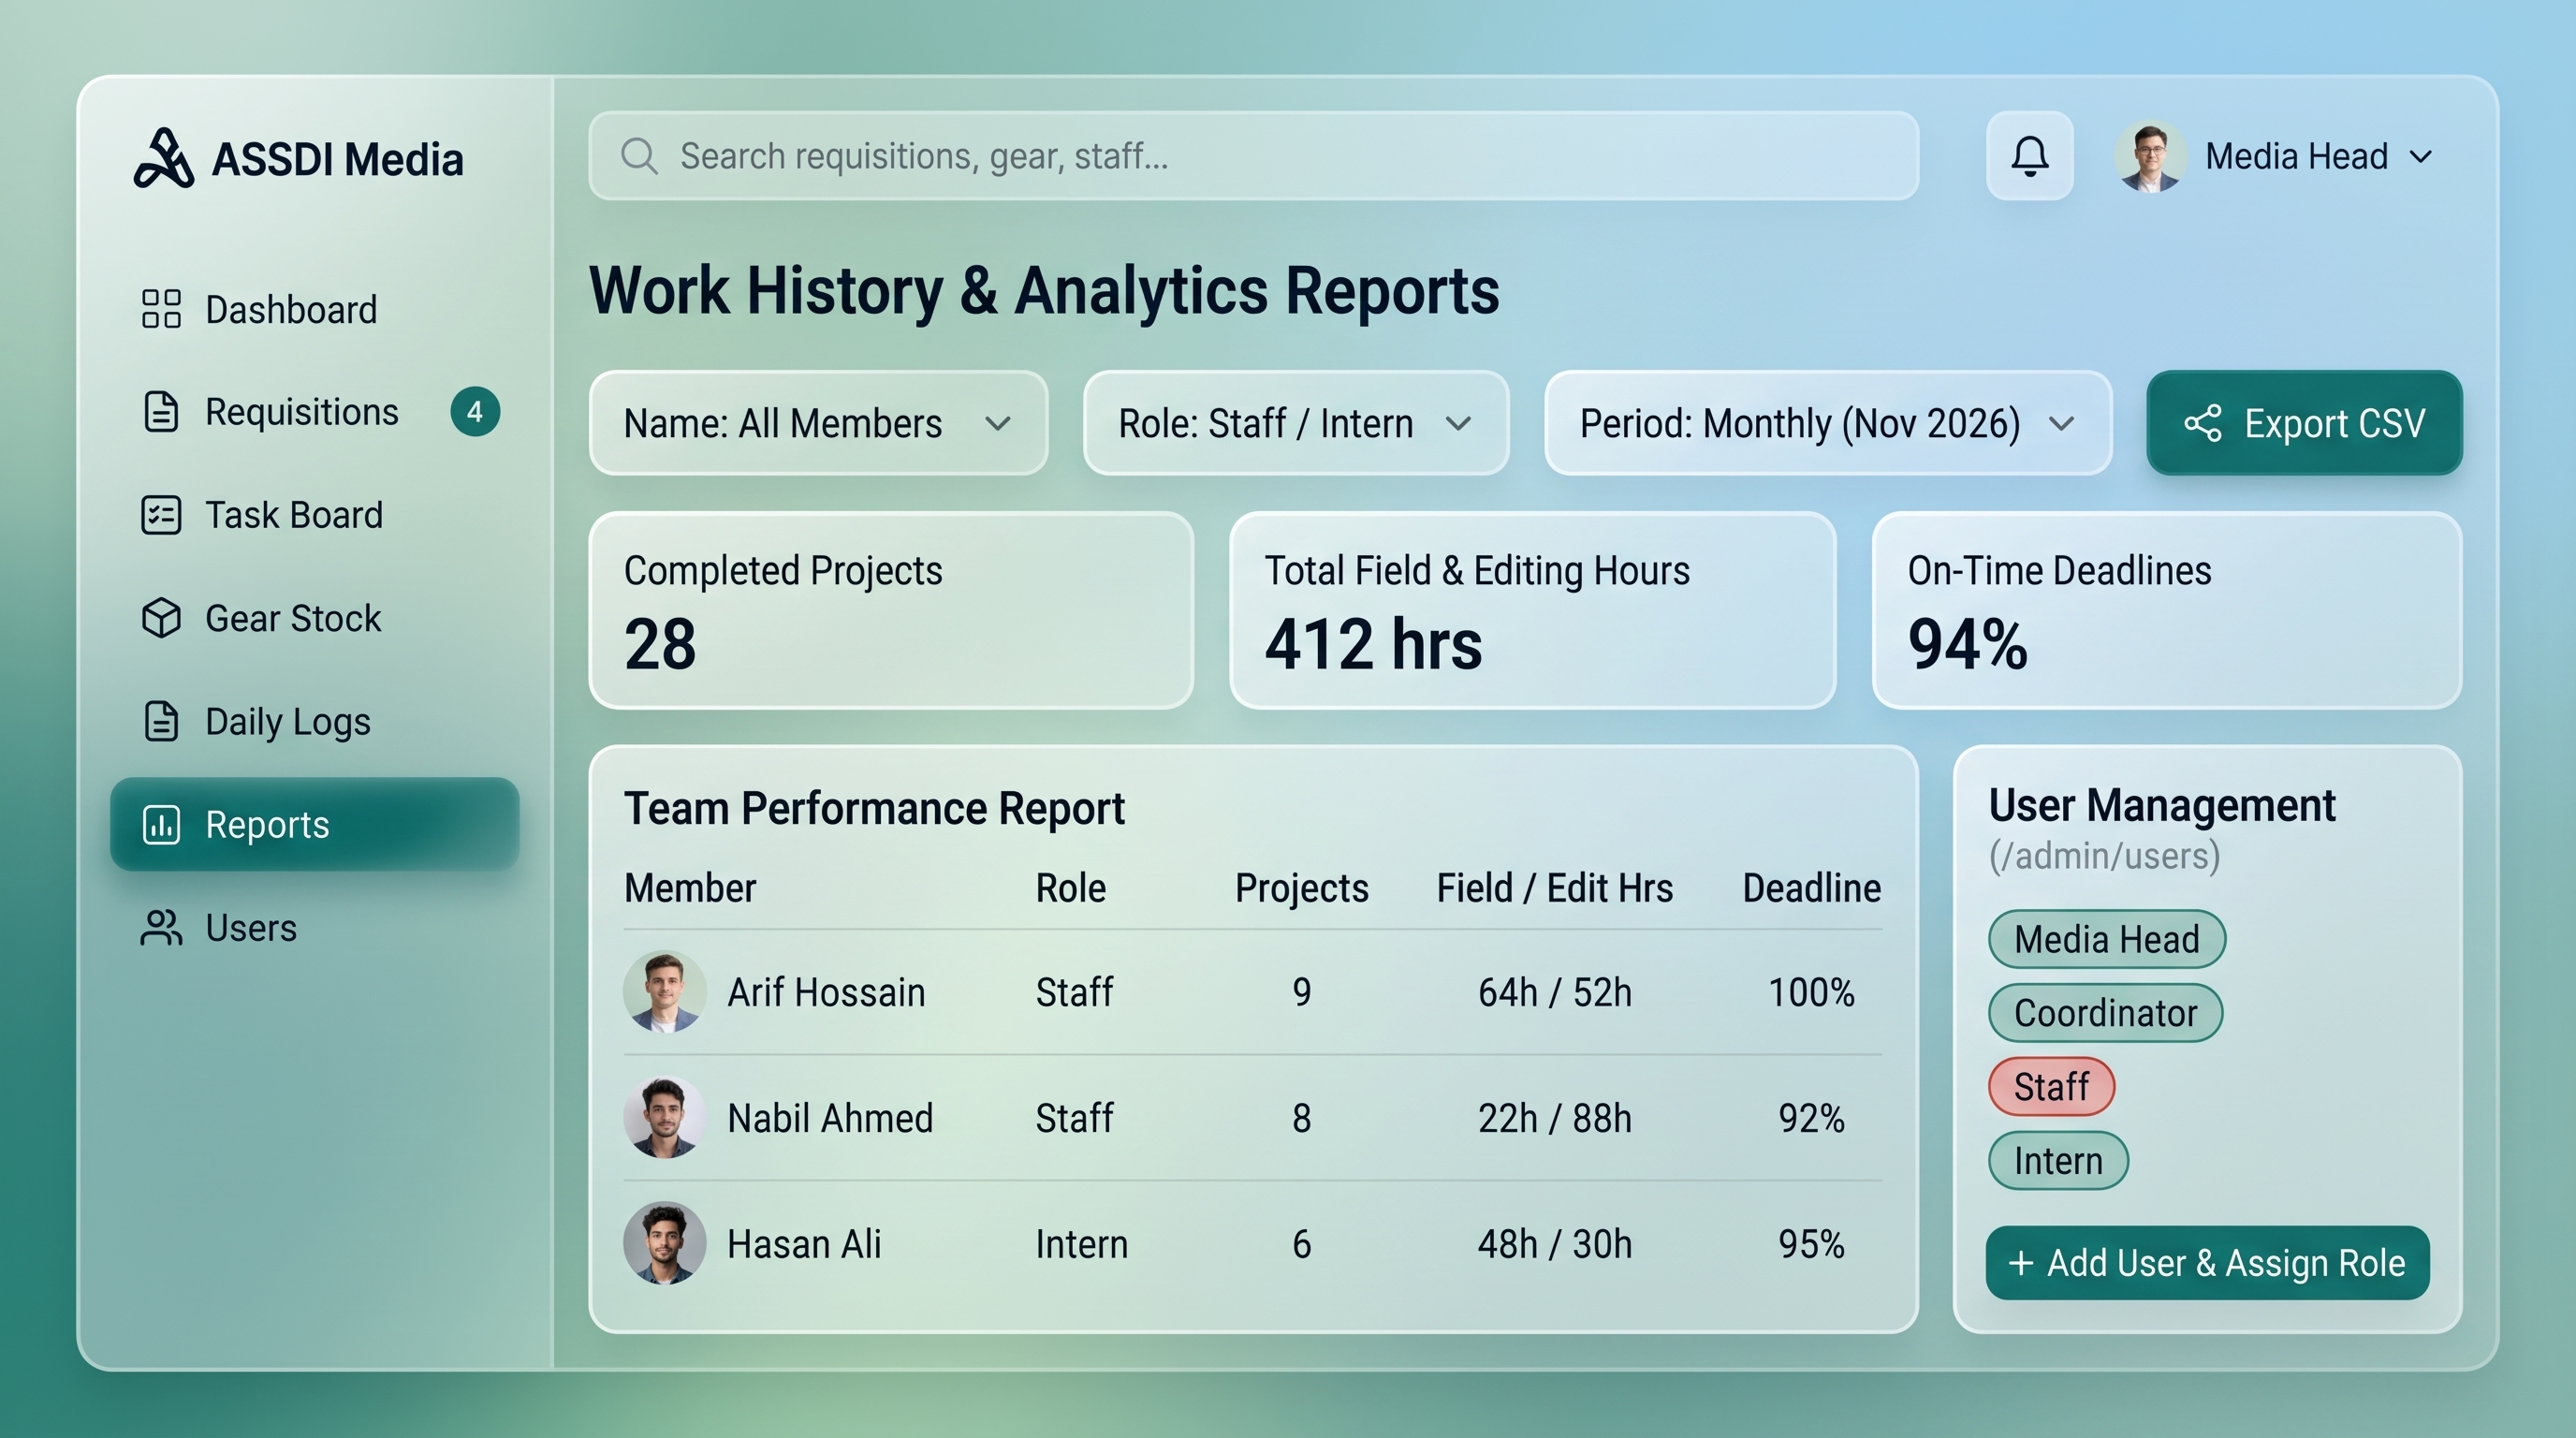 ASSDI Media
Dashboard
Requisitions 4
Task Board
Gear Stock
Daily Logs
Reports
Users
Search requisitions, gear, staff...
Media Head
Work History & Analytics Reports
Name: All Members
Role: Staff / Intern
Period: Monthly (Nov 2026)
Export CSV
Completed Projects
28
Total Field & Editing Hours
412 hrs
On-Time Deadlines
94%
Team Performance Report
Member Role Projects Field / Edit Hrs Deadline
Arif Hossain Staff 9 64h / 52h 100%
Nabil Ahmed Staff 8 22h / 88h 92%
Hasan Ali Intern 6 48h / 30h 95%
User Management
(/admin/users)
Media Head
Coordinator
Staff
Intern
+ Add User & Assign Role